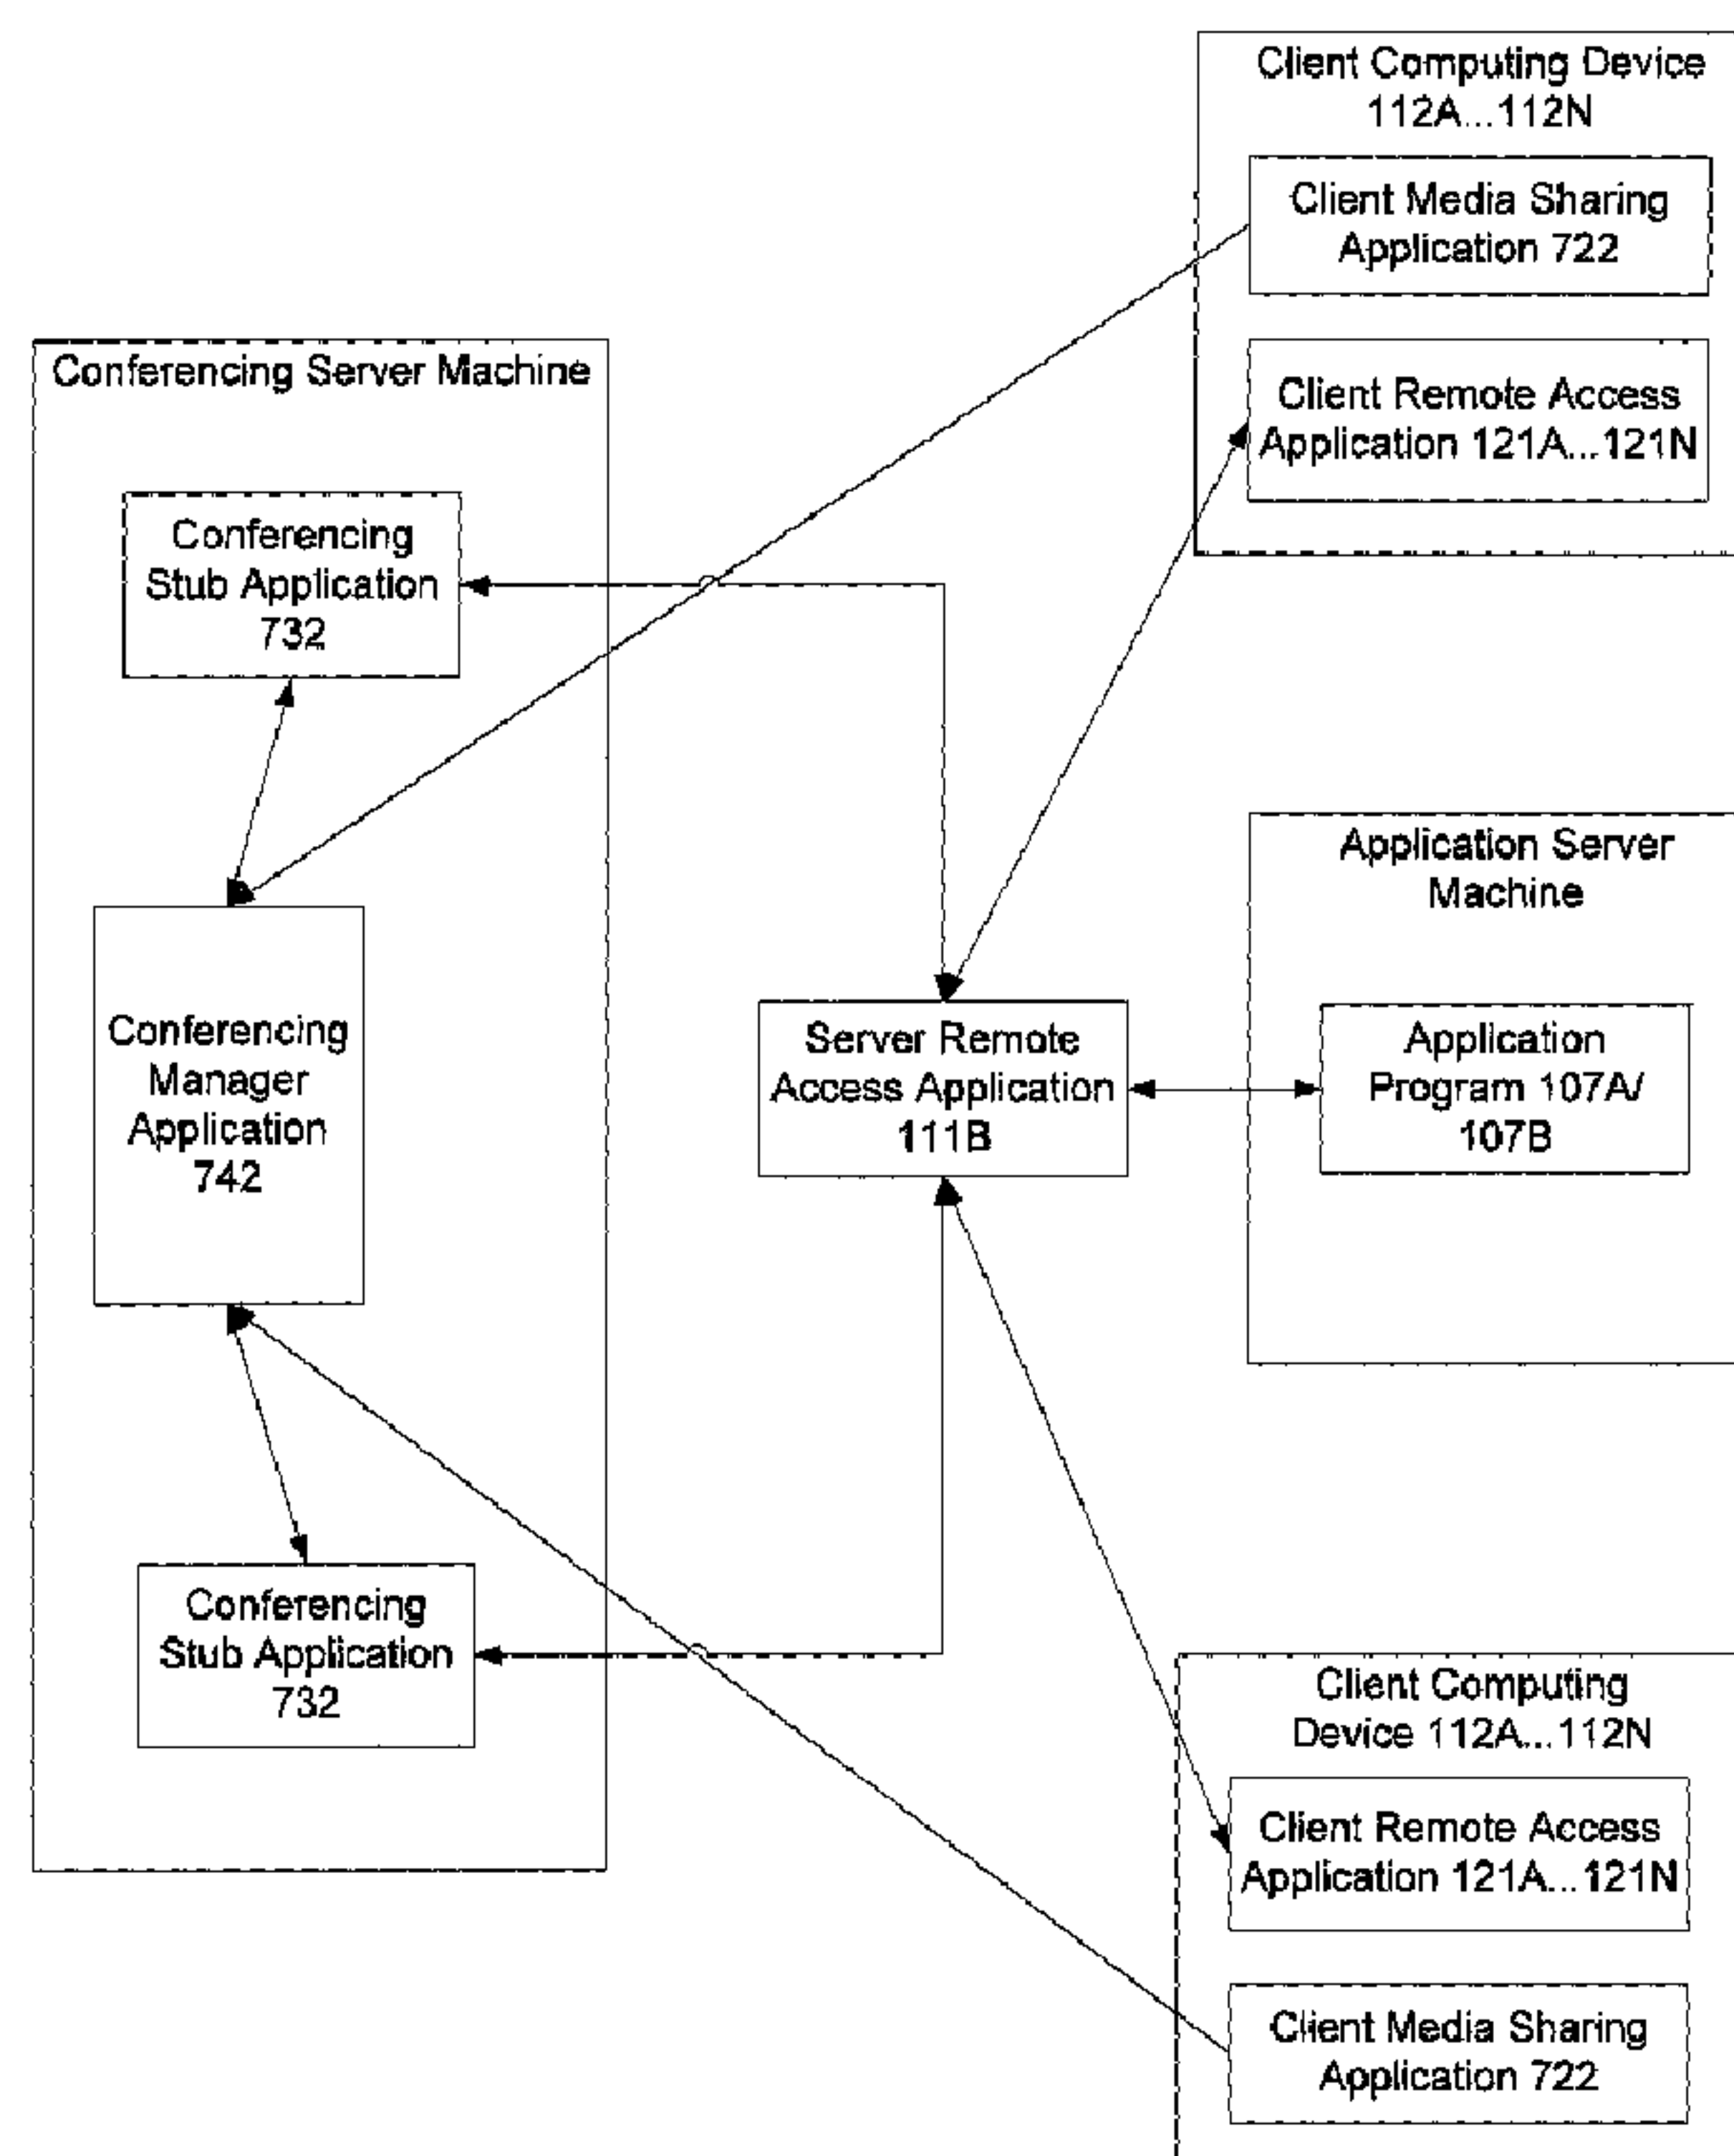 Client Computing Device
112A...112N
Client Media Sharing
Application 722
Client Remote Access
Application 121A...121N
Conferencing Server Machine
Conferencing
Stub Application
732
Conferencing
Manager
Application
742
Conferencing
Stub Application
732
Server Remote
Access Application
111B
Application Server
Machine
Application
Program 107A/
107B
Client Computing
Device 112A...112N
Client Remote Access
Application 121A...121N
Client Media Sharing
Application 722